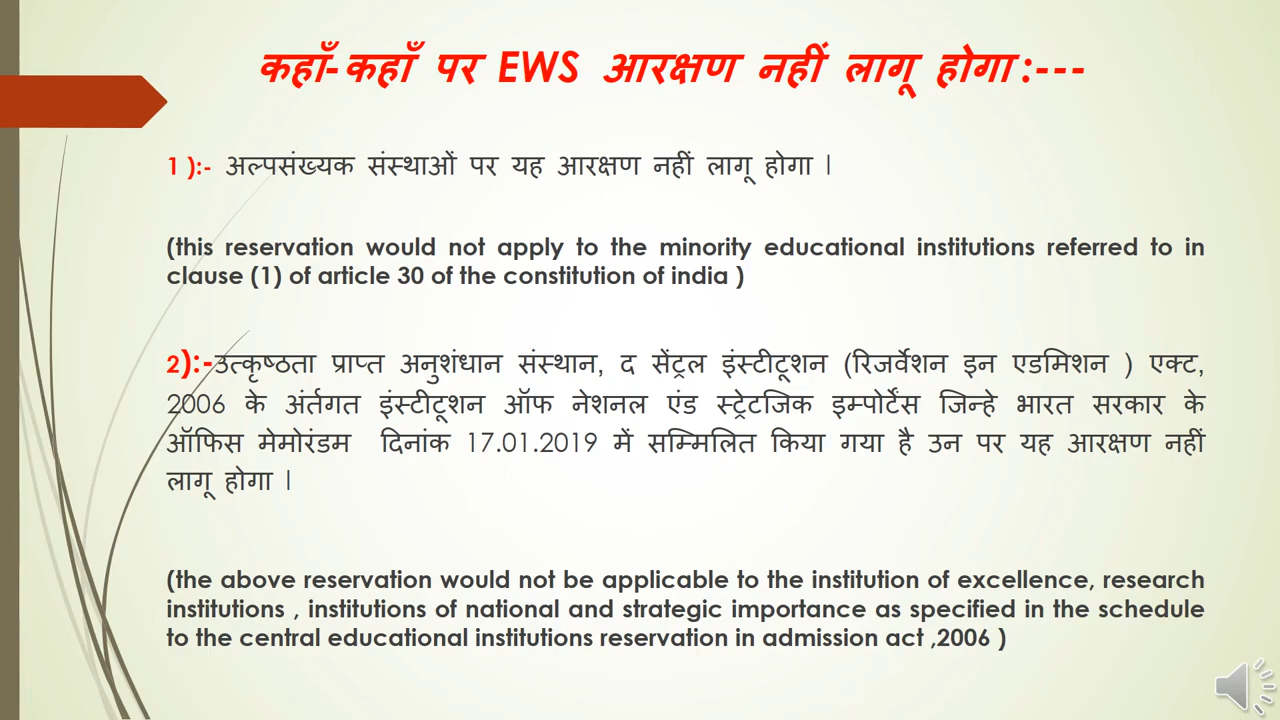 कहाँ-कहाँ पर EWS आरक्षण नहीं लागू होगा:---
1 ):- अल्पसंख्यक संस्थाओं पर यह आरक्षण नहीं लागू होगा ।
(this reservation would not apply to the minority educational institutions referred to in
clause (1) of article 30 of the constitution of india )
2):-उत्कृष्ठता प्राप्त अनुशंधान संस्थान, द सेंट्रल इंस्टीटूशन (रिजर्वेशन इन एडमिशन ) एक्ट,
2006 के अंर्तगत इंस्टीटूशन ऑफ नेशनल एंड स्ट्रेटजिक इम्पोर्टेंस जिन्हे भारत सरकार के
ऑफिस मेमोरंडम दिनांक 17.01.2019 में सम्मिलित किया गया है उन पर यह आरक्षण नहीं
लागू होगा ।
(the above reservation would not be applicable to the institution of excellence, research
institutions , institutions of national and strategic importance as specified in the schedule
to the central educational institutions reservation in admission act ,2006 )